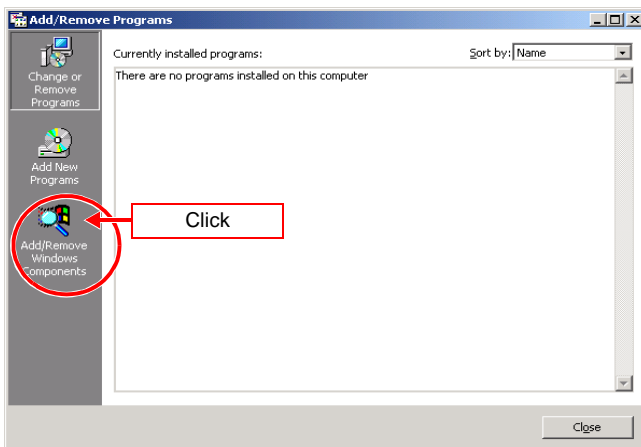 Add/Remove Programs
Change or
Remove
Programs
Currently installed programs:
Sort by: Name
There are no programs installed on this computer
Add New
Programs
Click
Add/Remove
Windows
Components
Close